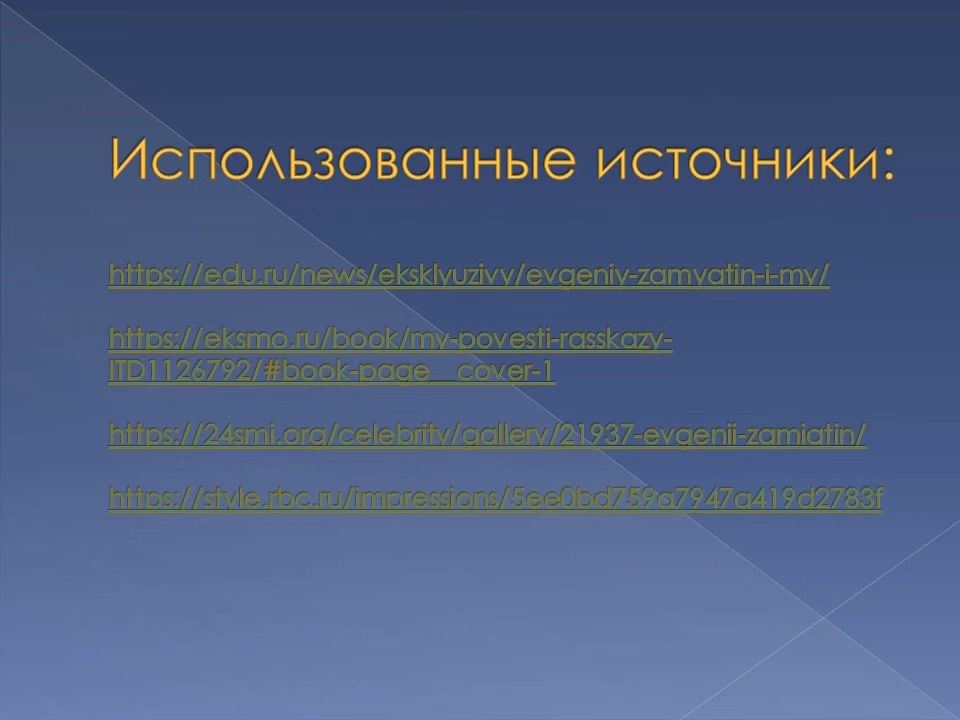 Использованные источники:
https://edu.ru/news/eksklyuzivy/evgeniy-zamyatin-i-my/
https://eksmo.ru/book/my-povesti-rasskazy-
ITD1126792/#book-page__cover-1
https://24smi.org/celebrity/gallery/21937-evgenii-zamiatin/
https://style.rbc.ru/impressions/5ee0bd759a7947a419d2783f